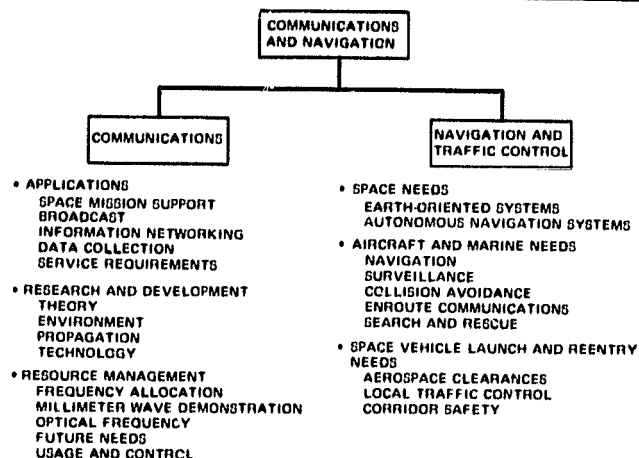 COMMUNICATIONS
AND NAVIGATION
COMMUNICATIONS
• APPLICATIONS
SPACE MISSION SUPPORT
BROADCAST
INFORMATION NETWORKING
DATA COLLECTION
SERVICE REQUIREMENTS
• RESEARCH AND DEVELOPMENT
THEORY
ENVIRONMENT
PROPAGATION
TECHNOLOGY
• RESOURCE MANAGEMENT
FREQUENCY ALLOCATION
MILLIMETER WAVE DEMONSTRATION
OPTICAL FREQUENCY
FUTURE NEEDS
USAGE AND CONTROL
NAVIGATION AND
TRAFFIC CONTROL
• SPACE NEEDS
EARTH-ORIENTED SYSTEMS
AUTONOMOUS NAVIGATION SYSTEMS
• AIRCRAFT AND MARINE NEEDS
NAVIGATION
SURVEILLANCE
COLLISION AVOIDANCE
ENROUTE COMMUNICATIONS
SEARCH AND RESCUE
• SPACE VEHICLE LAUNCH AND REENTRY
NEEDS
AEROSPACE CLEARANCES
LOCAL TRAFFIC CONTROL
CORRIDOR SAFETY